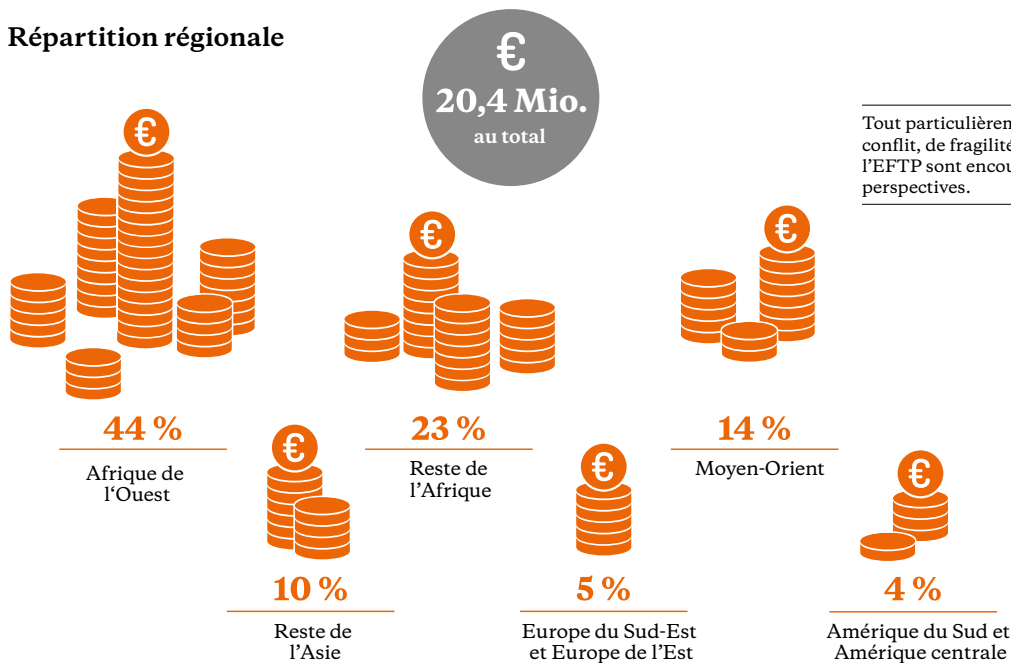 Répartition régionale
€
20,4 Mio.
au total
Tout particulièrem
conflit, de fragilité
l’EFTP sont encou
perspectives.
€
€
€
44 %
Afrique de
l‘Ouest
23 %
Reste de
l’Afrique
14 %
Moyen-Orient
€
€
€
10 %
Reste de
l’Asie
5 %
Europe du Sud-Est
et Europe de l’Est
4 %
Amérique du Sud et
Amérique centrale